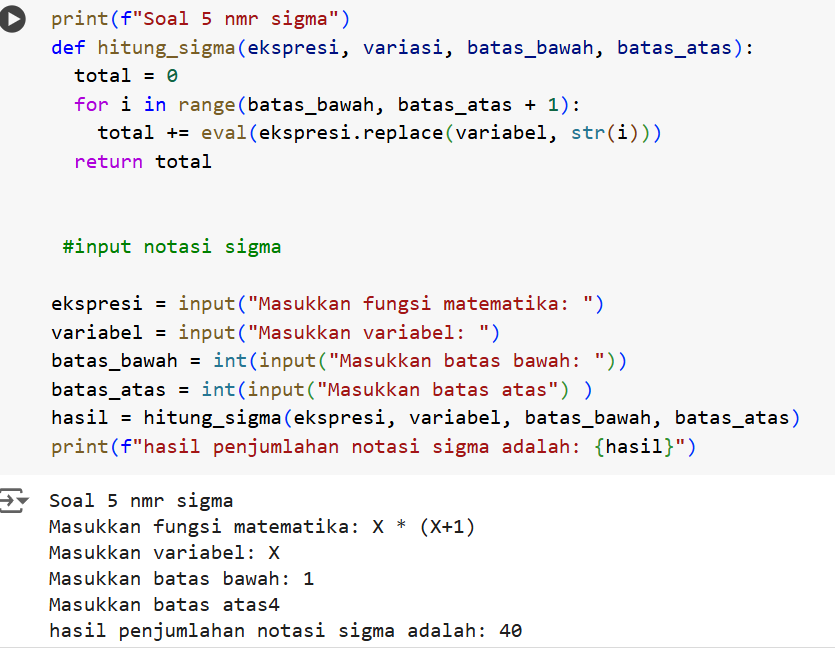 print(f"Soal 5 nmr sigma")
def hitung_sigma(ekspresi, variasi, batas_bawah, batas_atas):
  total = 0
  for i in range(batas_bawah, batas_atas + 1):
    total += eval(ekspresi.replace(variabel, str(i)))
  return total
 #input notasi sigma
ekspresi = input("Masukkan fungsi matematika: ")
variabel = input("Masukkan variabel: ")
batas_bawah = int(input("Masukkan batas bawah: "))
batas_atas = int(input("Masukkan batas atas") )
hasil = hitung_sigma(ekspresi, variabel, batas_bawah, batas_atas)
print(f"hasil penjumlahan notasi sigma adalah: {hasil}")
Soal 5 nmr sigma
Masukkan fungsi matematika: X * (X+1)
Masukkan variabel: X
Masukkan batas bawah: 1
Masukkan batas atas4
hasil penjumlahan notasi sigma adalah: 40